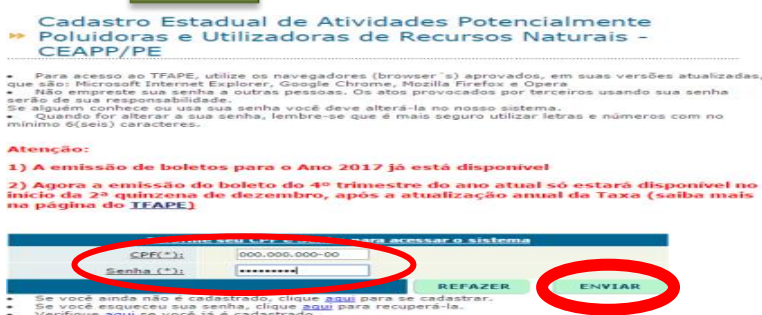 Cadastro Estadual de Atividades Potencialmente
Poluidoras e Utilizadoras de Recursos Naturais -
CEAPP/PE
• Para acesso ao TFAPE, utilize os navegadores (browser´s) aprovados, em suas versões atualizadas,
que são: Microsoft Internet Explorer, Google Chrome, Mozilla Firefox e Opera
• Não empreste sua senha a outras pessoas. Os atos provocados por terceiros usando sua senha
serão de sua responsabilidade.
Se alguém conhece ou usa sua senha você deve alterá-la no nosso sistema.
• Quando for alterar a sua senha, lembre-se que é mais seguro utilizar letras e números com no
mínimo 6(seis) caracteres.
Atenção:
1) A emissão de boletos para o Ano 2017 já está disponível
2) Agora a emissão do boleto do 4º trimestre do ano atual só estará disponível no
início da 2ª quinzena de dezembro, após a atualização anual da Taxa (saiba mais
na página do TFAPE)
seu CPF e para acessar o sistema
CPF(*): 000.000.000-00
Senha (*): •••••••••
REFAZER ENVIAR
• Se você ainda não é cadastrado, clique aqui para se cadastrar.
• Se você esqueceu sua senha, clique aqui para recuperá-la.
• Verifique aqui se você já é cadastrado